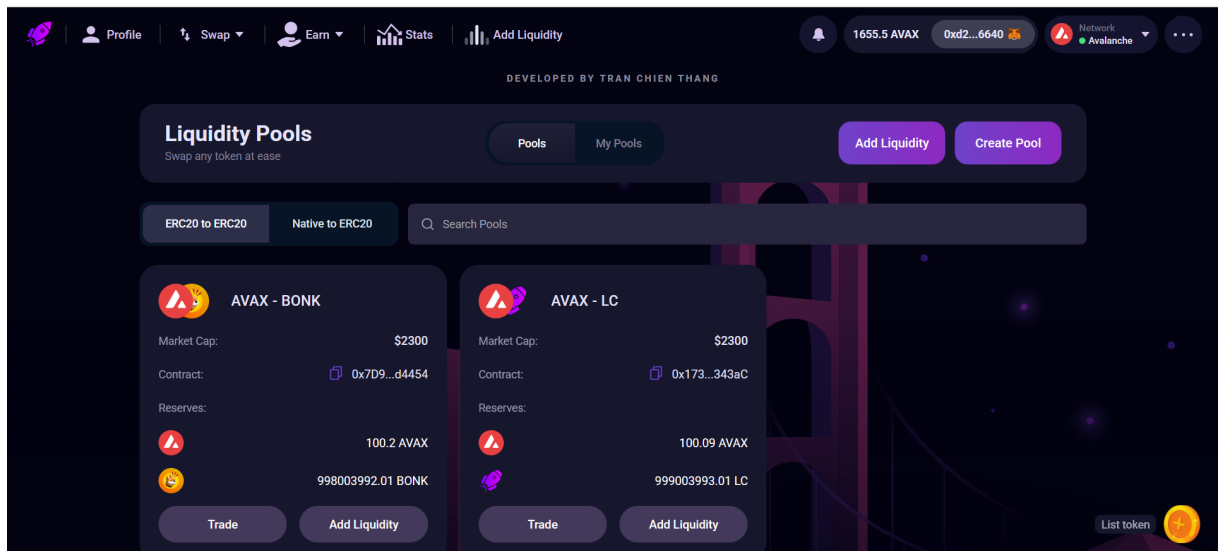 Profile Swap Earn Stats Add Liquidity 1655.5 AVAX 0xd2...6640 Network Avalanche
DEVELOPED BY TRAN CHIEN THANG
Liquidity Pools
Swap any token at ease
Pools My Pools
Add Liquidity Create Pool
ERC20 to ERC20 Native to ERC20 Search Pools
AVAX - BONK
Market Cap: $2300
Contract: 0x7D9...d4454
Reserves:
100.2 AVAX
998003992.01 BONK
Trade Add Liquidity
AVAX - LC
Market Cap: $2300
Contract: 0x173...343aC
Reserves:
100.09 AVAX
999003993.01 LC
Trade Add Liquidity
List token